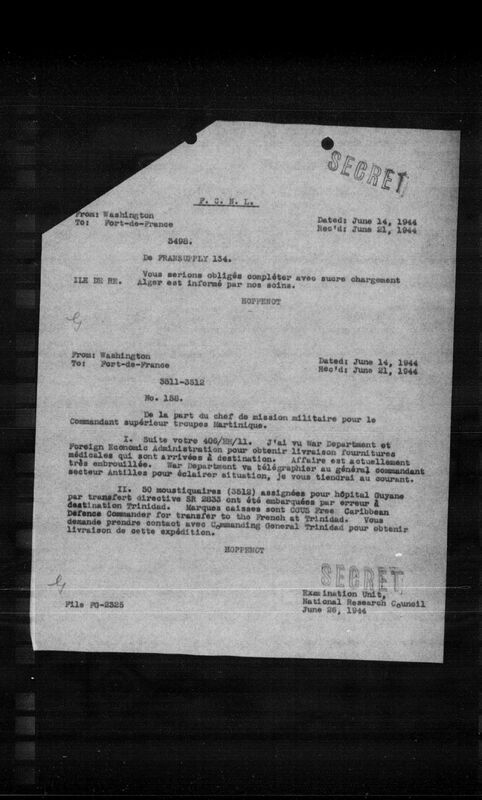 SECRET
F. C. N. L.
From: Washington
To: Fort-de-France
Dated: June 14, 1944
Rec'd: June 21, 1944
3498.
De FRANSUPPLY 134.
Vous serions obligés compléter avec sucre chargement
ILE DE RE. Alger est informé par nos soins.
HOPPENOT
From: Washington
To: Fort-de-France
Dated: June 14, 1944
Rec'd: June 21, 1944
3511-3512
No. 158.
De la part du chef de mission militaire pour le
Commandant supérieur troupes Martinique.
I. Suite votre 406/EM/11. J'ai vu War Department et
Foreign Economic Administration pour obtenir livraison fournitures
médicales qui sont arrivées à destination. Affaire est actuellement
très embrouillée. War Department va télégraphier au général commandant
secteur Antilles pour éclairer situation, je vous tiendrai au courant.
II. 50 moustiquaires (3512) assignées pour hôpital Guyane
par transfert directive SR 2833 ont été embarquées par erreur à
destination Trinidad. Marques caisses sont COUS Free Caribbean
Defence Commander for transfer to the French at Trinidad. Vous
demande prendre contact avec Commanding General Trinidad pour obtenir
livraison de cette expédition.
HOPPENOT
SECRET
Examination Unit,
National Research Council
June 26, 1944
File FG-2325